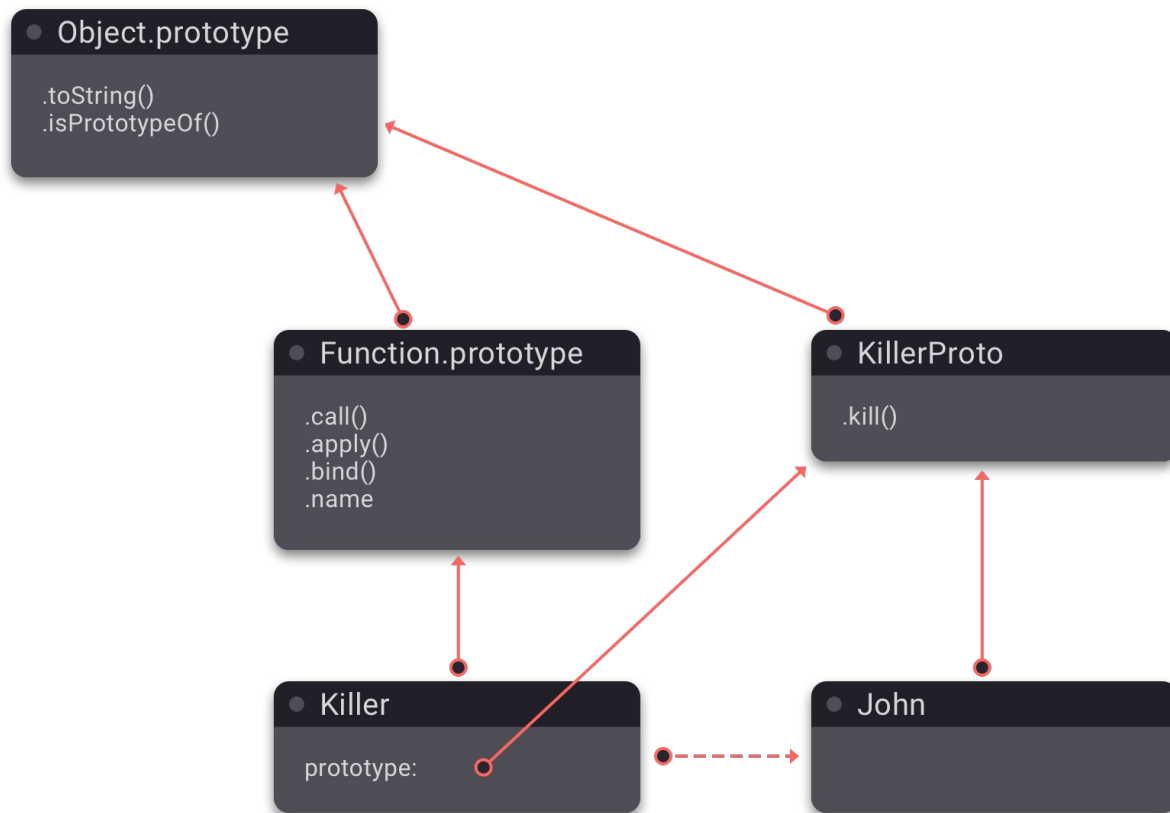 Object.prototype
.toString()
.isPrototypeOf()
Function.prototype
.call()
.apply()
.bind()
.name
KillerProto
.kill()
Killer
prototype:
John